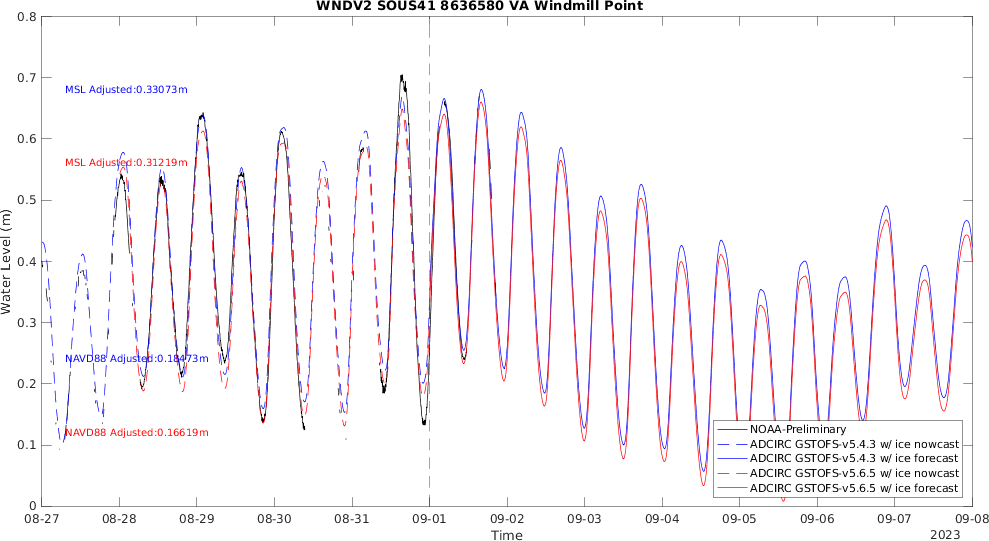 WNDV2 SOUS41 8636580 VA Windmill Point
0.8
0.7
0.6
0.5
0.4
0.3
0.2
0.1
0
Water Level (m)
MSL Adjusted:0.33073m
MSL Adjusted:0.31219m
NAVD88 Adjusted:0.18473m
NAVD88 Adjusted:0.16619m
NOAA-Preliminary
ADCIRC GSTOFS-v5.4.3 w/ ice nowcast
ADCIRC GSTOFS-v5.4.3 w/ ice forecast
ADCIRC GSTOFS-v5.6.5 w/ ice nowcast
ADCIRC GSTOFS-v5.6.5 w/ ice forecast
08-27 08-28 08-29 08-30 08-31 09-01 09-02 09-03 09-04 09-05 09-06 09-07 09-08
Time
2023